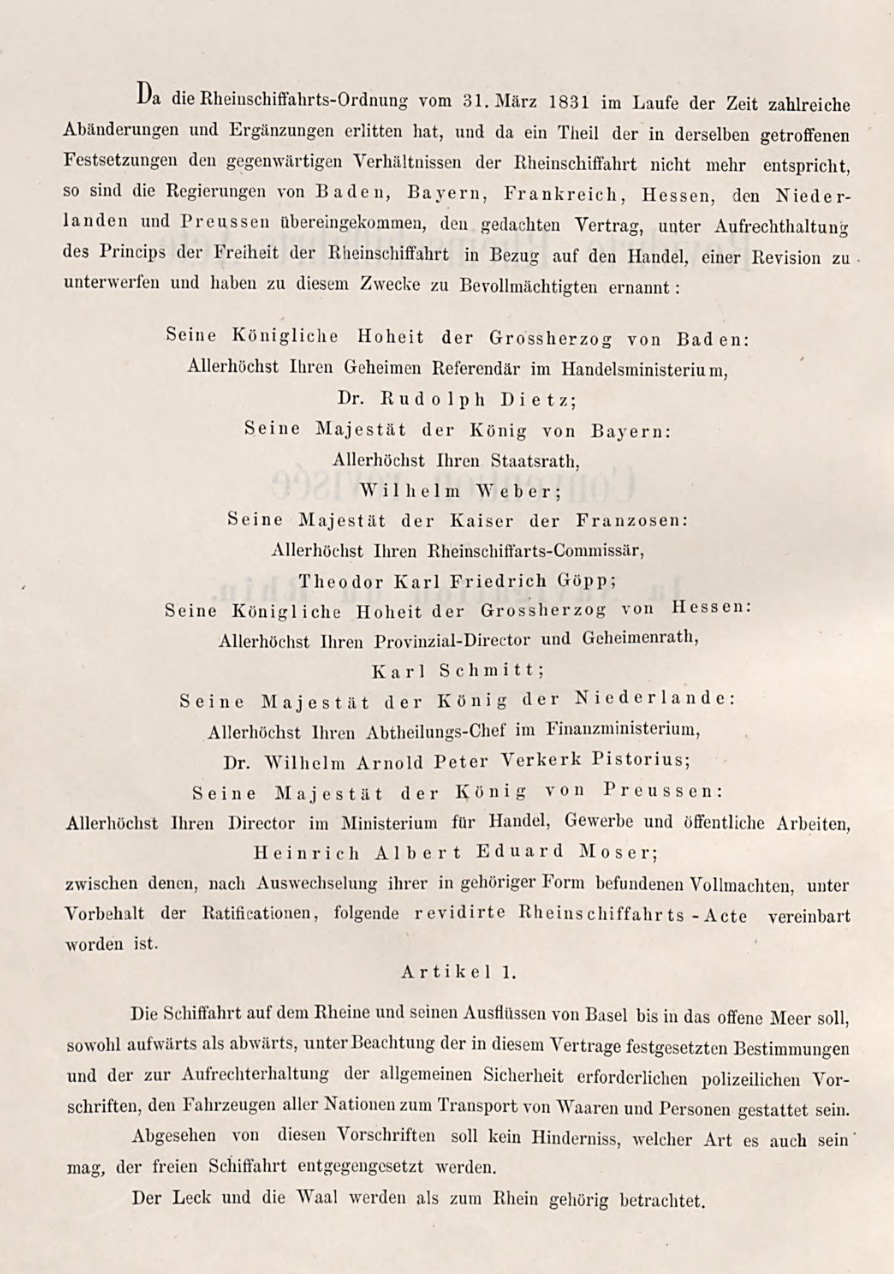 Da die Rheinschiffahrts-Ordnung vom 31. März 1831 im Laufe der Zeit zahlreiche
Abänderungen und Ergänzungen erlitten hat, und da ein Theil der in derselben getroffenen
Festsetzungen den gegenwärtigen Verhältnissen der Rheinschiffahrt nicht mehr entspricht,
so sind die Regierungen von Baden, Bayern, Frankreich, Hessen, den Nieder-
landen und Preussen übereingekommen, den gedachten Vertrag, unter Aufrechthaltung
des Princips der Freiheit der Rheinschiffahrt in Bezug auf den Handel, einer Revision zu
unterwerfen und haben zu diesem Zwecke zu Bevollmächtigten ernannt:
Seine Königliche Hoheit der Grossherzog von Baden:
Allerhöchst Ihren Geheimen Referendär im Handelsministerium,
Dr. Rudolph Dietz;
Seine Majestät der König von Bayern:
Allerhöchst Ihren Staatsrath,
Wilhelm Weber;
Seine Majestät der Kaiser der Franzosen:
Allerhöchst Ihren Rheinschiffarts-Commissär,
Theodor Karl Friedrich Göpp;
Seine Königliche Hoheit der Grossherzog von Hessen:
Allerhöchst Ihren Provinzial-Director und Geheimenrath,
Karl Schmitt;
Seine Majestät der König der Niederlande:
Allerhöchst Ihren Abtheilungs-Chef im Finanzministerium,
Dr. Wilhelm Arnold Peter Verkerk Pistorius;
Seine Majestät der König von Preussen:
Allerhöchst Ihren Director im Ministerium für Handel, Gewerbe und öffentliche Arbeiten,
Heinrich Albert Eduard Moser;
zwischen denen, nach Auswechselung ihrer in gehöriger Form befundenen Vollmachten, unter
Vorbehalt der Ratificationen, folgende revidirte Rheinschiffahrts-Acte vereinbart
worden ist.
Artikel 1.
Die Schiffahrt auf dem Rheine und seinen Ausflüssen von Basel bis in das offene Meer soll,
sowohl aufwärts als abwärts, unter Beachtung der in diesem Vertrage festgesetzten Bestimmungen
und der zur Aufrechterhaltung der allgemeinen Sicherheit erforderlichen polizeilichen Vor-
schriften, den Fahrzeugen aller Nationen zum Transport von Waaren und Personen gestattet sein.
Abgesehen von diesen Vorschriften soll kein Hinderniss, welcher Art es auch sein
mag, der freien Schiffahrt entgegengesetzt werden.
Der Leck und die Waal werden als zum Rhein gehörig betrachtet.